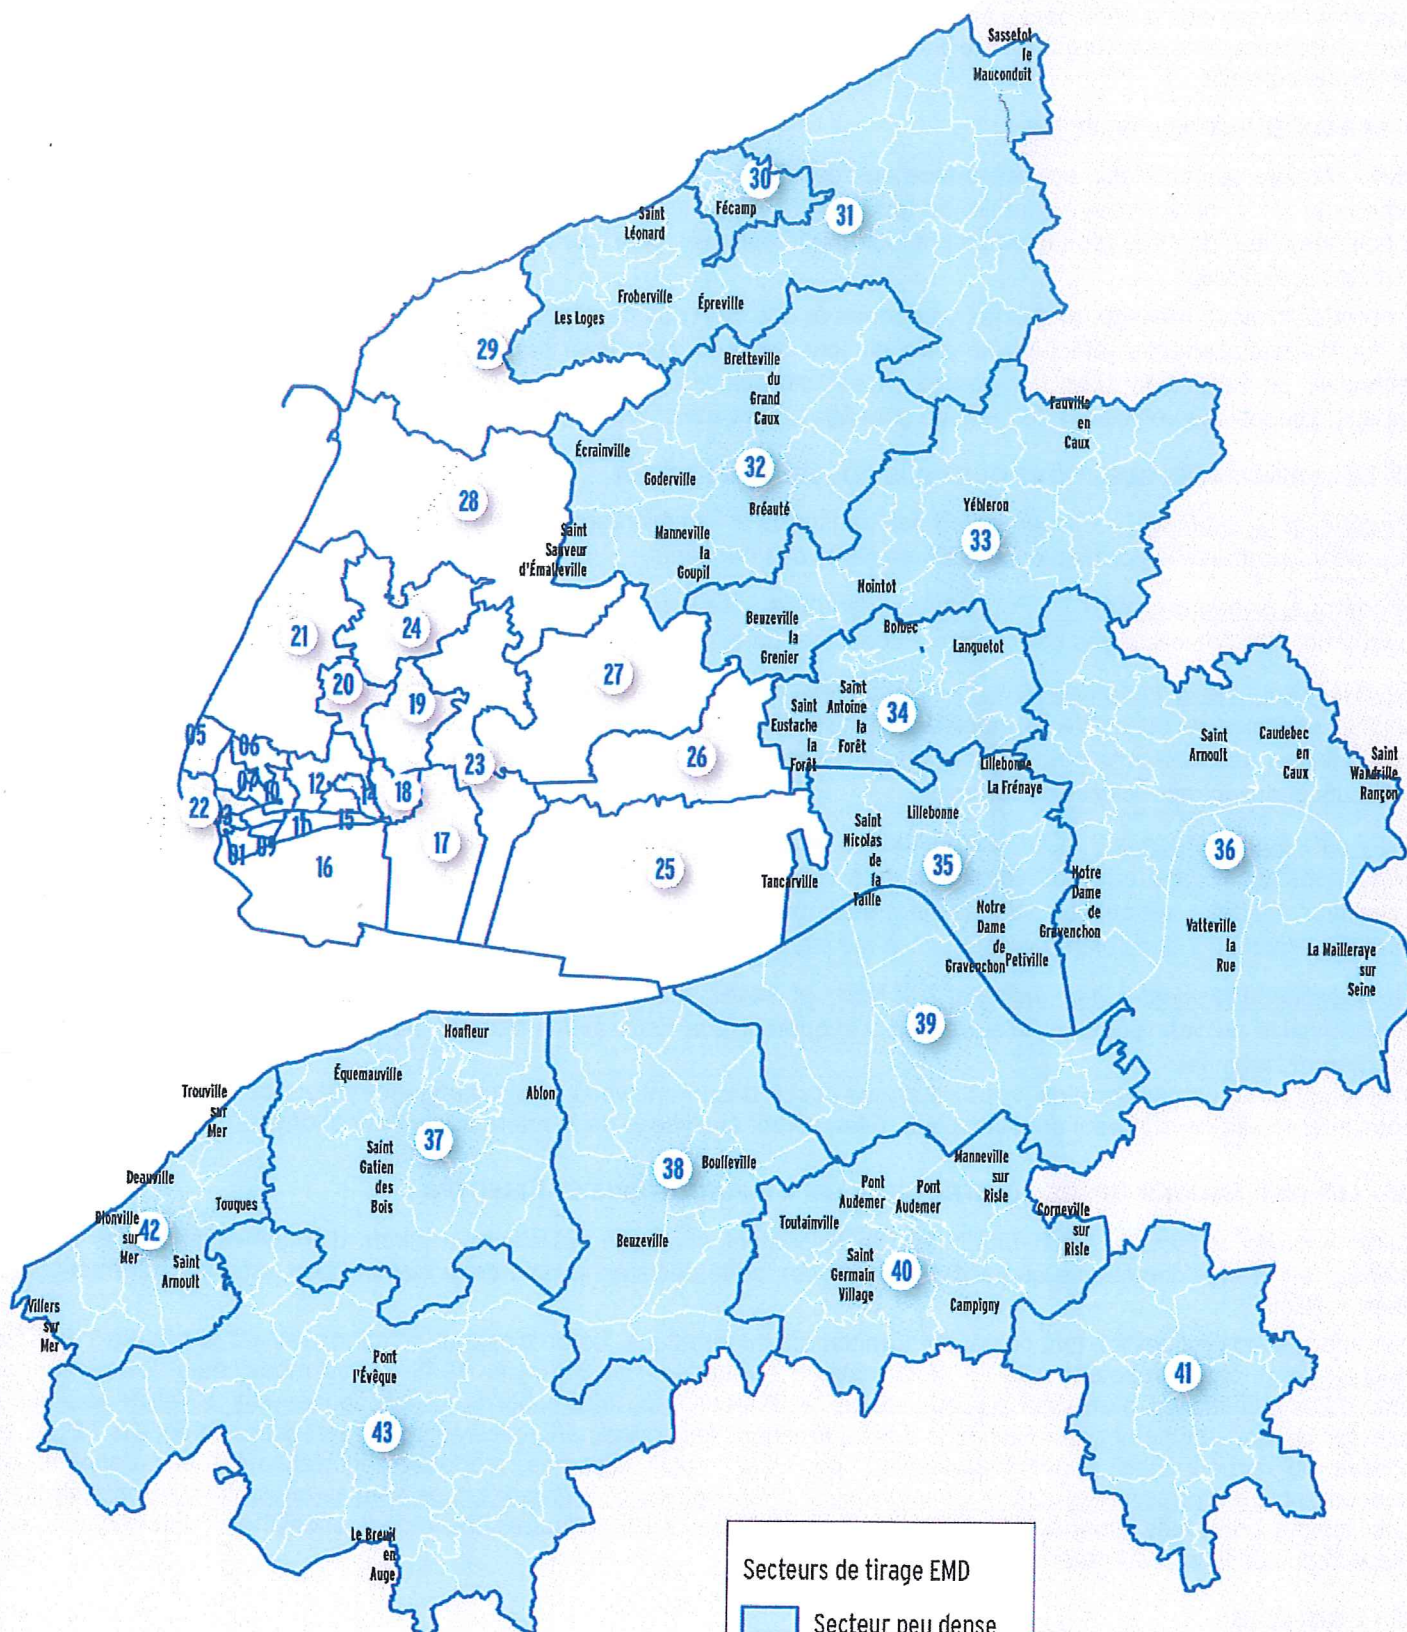 Sassetot
le
Mauconduit
30
Fécamp
31
Saint
Léonard
Froberville
Épreville
Les Loges
29
Bretteville
du
Grand
Caux
Fauville
en
Caux
Écrainville
Goderville
32
Bréauté
28
Yébleron
33
Saint
Sauveur
d'Émalleville
Manneville
la
Goupil
Nointot
21
24
Beuzeville
la
Grenier
Bolbec
Lanquetot
27
20
19
Saint
Antoine
la
Forêt
34
Saint
Eustache
la
Forêt
05
06
23
26
Saint
Arnoult
Caudebec
en
Caux
Saint
Wandrille
Rançon
Lillebonne
La Frénaye
07
10
12
14
18
22
13
15
01
09
16
17
Lillebonne
Saint
Nicolas
de
la
Taille
35
36
25
Tancarville
Notre
Dame
de
Gravenchon
Notre
Dame
de
Gravenchon
Petiville
Vatteville
la
Rue
La Mailleraye
sur
Seine
39
Honfleur
Équemauville
Ablon
Trouville
sur
Mer
37
Saint
Gatien
des
Bois
38
Boulleville
Beuzeville
Deauville
Touques
Blonville
sur
Mer
42
Saint
Arnoult
Villers
sur
Mer
Manneville
sur
Risle
Pont
Audemer
Pont
Audemer
Toutainville
Corneville
sur
Risle
Saint
Germain
Village
40
Campigny
41
Pont
l'Évêque
43
Le Breuil
en
Auge
Secteurs de tirage EMD
Secteur peu dense